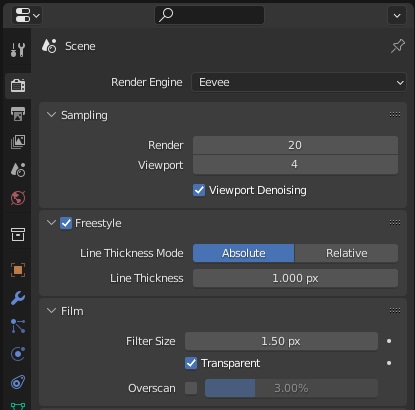 Scene
Render Engine Eevee
Sampling
Render 20
Viewport 4
Viewport Denoising
Freestyle
Line Thickness Mode Absolute Relative
Line Thickness 1.000 px
Film
Filter Size 1.50 px
Transparent
Overscan 3.00%